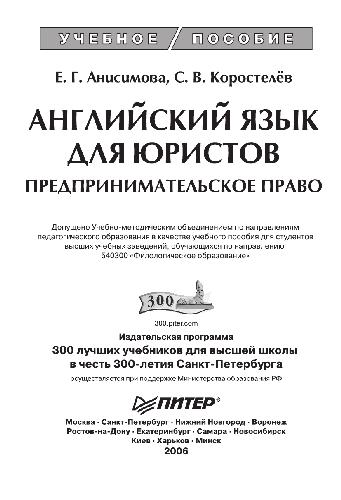 УЧЕБНОЕ / ПОСОБИЕ
Е. Г. Анисимова, С. В. Коростелёв
АНГЛИЙСКИЙ ЯЗЫК
ДЛЯ ЮРИСТОВ
ПРЕДПРИНИМАТЕЛЬСКОЕ ПРАВО
Допущено Учебно-методическим объединением по направлениям
педагогического образования в качестве учебного пособия для студентов
высших учебных заведений, обучающихся по направлению
540300 «Филологическое образование»
300
300.piter.com
Издательская программа
300 лучших учебников для высшей школы
в честь 300-летия Санкт-Петербурга
осуществляется при поддержке Министерства образования РФ
ПИТЕР®
Москва · Санкт-Петербург · Нижний Новгород · Воронеж
Ростов-на-Дону · Екатеринбург · Самара · Новосибирск
Киев · Харьков · Минск
2006